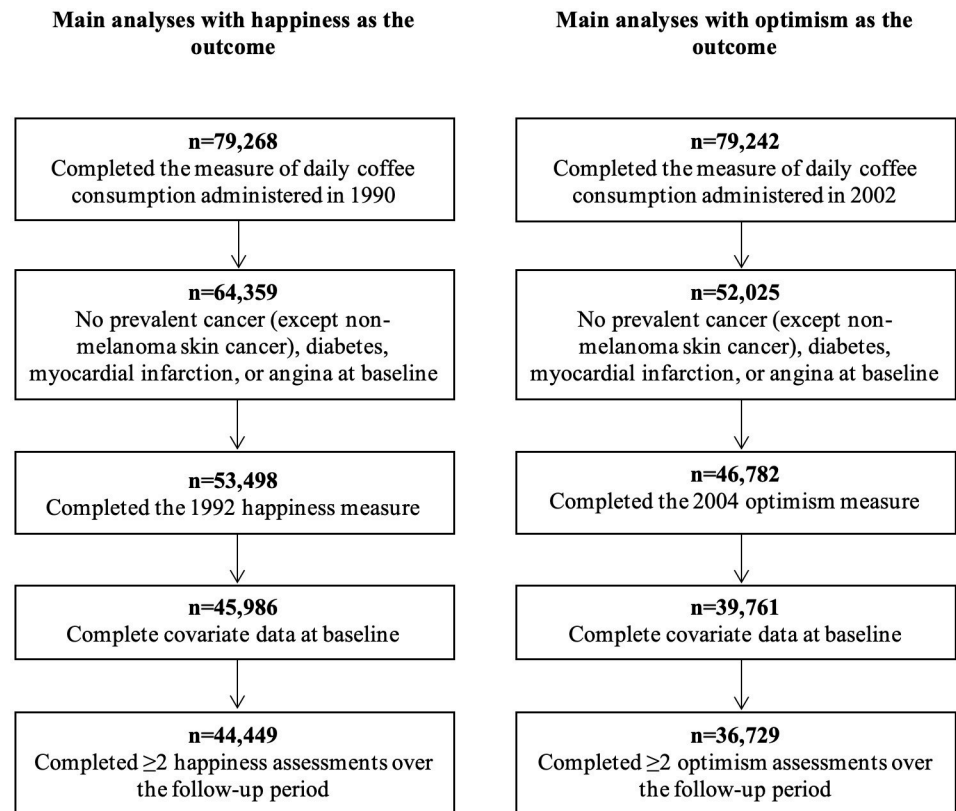 Main analyses with happiness as the
outcome
n=79,268
Completed the measure of daily coffee
consumption administered in 1990
n=64,359
No prevalent cancer (except non-
melanoma skin cancer), diabetes,
myocardial infarction, or angina at baseline
n=53,498
Completed the 1992 happiness measure
n=45,986
Complete covariate data at baseline
n=44,449
Completed ≥2 happiness assessments over
the follow-up period
Main analyses with optimism as the
outcome
n=79,242
Completed the measure of daily coffee
consumption administered in 2002
n=52,025
No prevalent cancer (except non-
melanoma skin cancer), diabetes,
myocardial infarction, or angina at baseline
n=46,782
Completed the 2004 optimism measure
n=39,761
Complete covariate data at baseline
n=36,729
Completed ≥2 optimism assessments over
the follow-up period